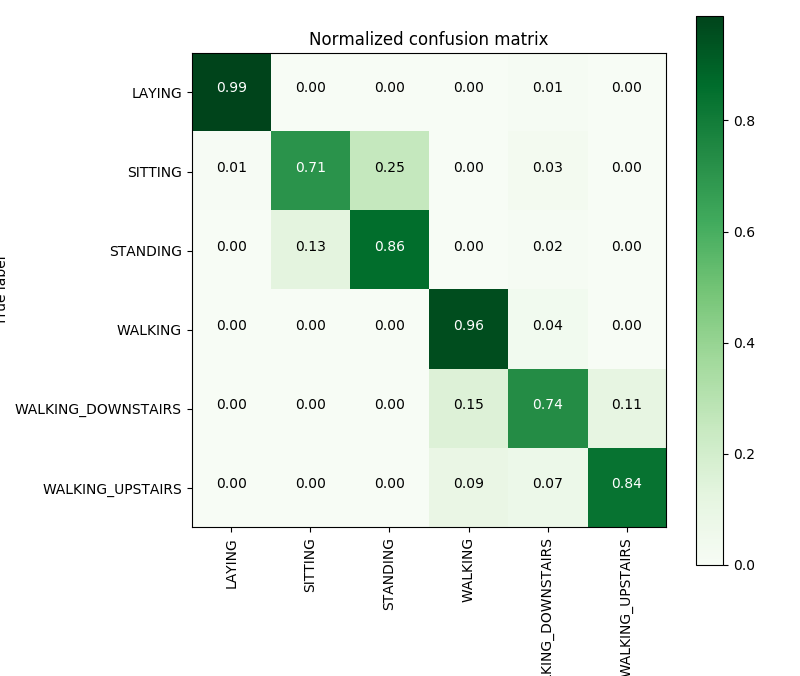 Normalized confusion matrix
LAYING 0.99 0.00 0.00 0.00 0.01 0.00
SITTING 0.01 0.71 0.25 0.00 0.03 0.00
STANDING 0.00 0.13 0.86 0.00 0.02 0.00
WALKING 0.00 0.00 0.00 0.96 0.04 0.00
WALKING_DOWNSTAIRS 0.00 0.00 0.00 0.15 0.74 0.11
WALKING_UPSTAIRS 0.00 0.00 0.00 0.09 0.07 0.84
True label
LAYING
SITTING
STANDING
WALKING
KING_DOWNSTAIRS
WALKING_UPSTAIRS
0.8
0.6
0.4
0.2
0.0